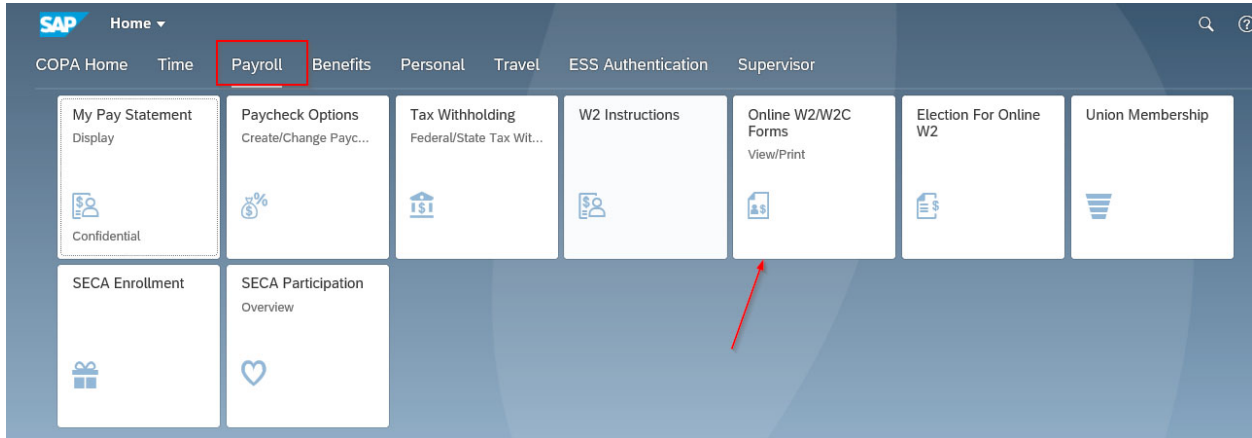 SAP Home
COPA Home Time Payroll Benefits Personal Travel ESS Authentication Supervisor
My Pay Statement
Display
Confidential
Paycheck Options
Create/Change Payc...
Tax Withholding
Federal/State Tax Wit...
W2 Instructions
Online W2/W2C
Forms
View/Print
Election For Online
W2
Union Membership
SECA Enrollment
SECA Participation
Overview